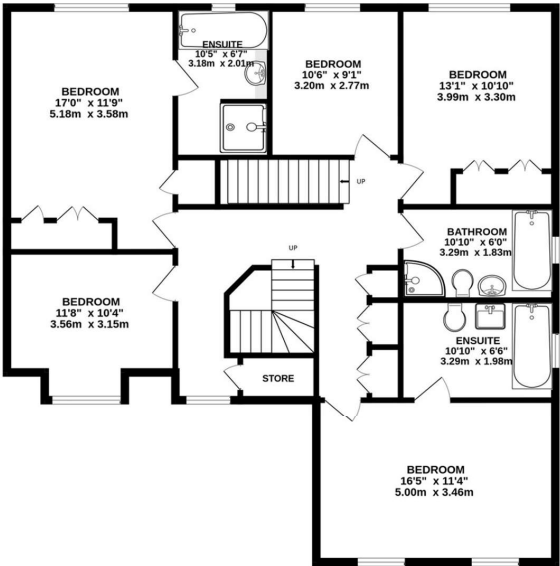 BEDROOM
17'0" x 11'9"
5.18m x 3.58m
ENSUITE
10'5" x 6'7"
3.18m x 2.01m
BEDROOM
10'6" x 9'1"
3.20m x 2.77m
BEDROOM
13'1" x 10'10"
3.99m x 3.30m
UP
BATHROOM
10'10" x 6'0"
3.29m x 1.83m
UP
BEDROOM
11'8" x 10'4"
3.56m x 3.15m
ENSUITE
10'10" x 6'6"
3.29m x 1.98m
STORE
BEDROOM
16'5" x 11'4"
5.00m x 3.46m